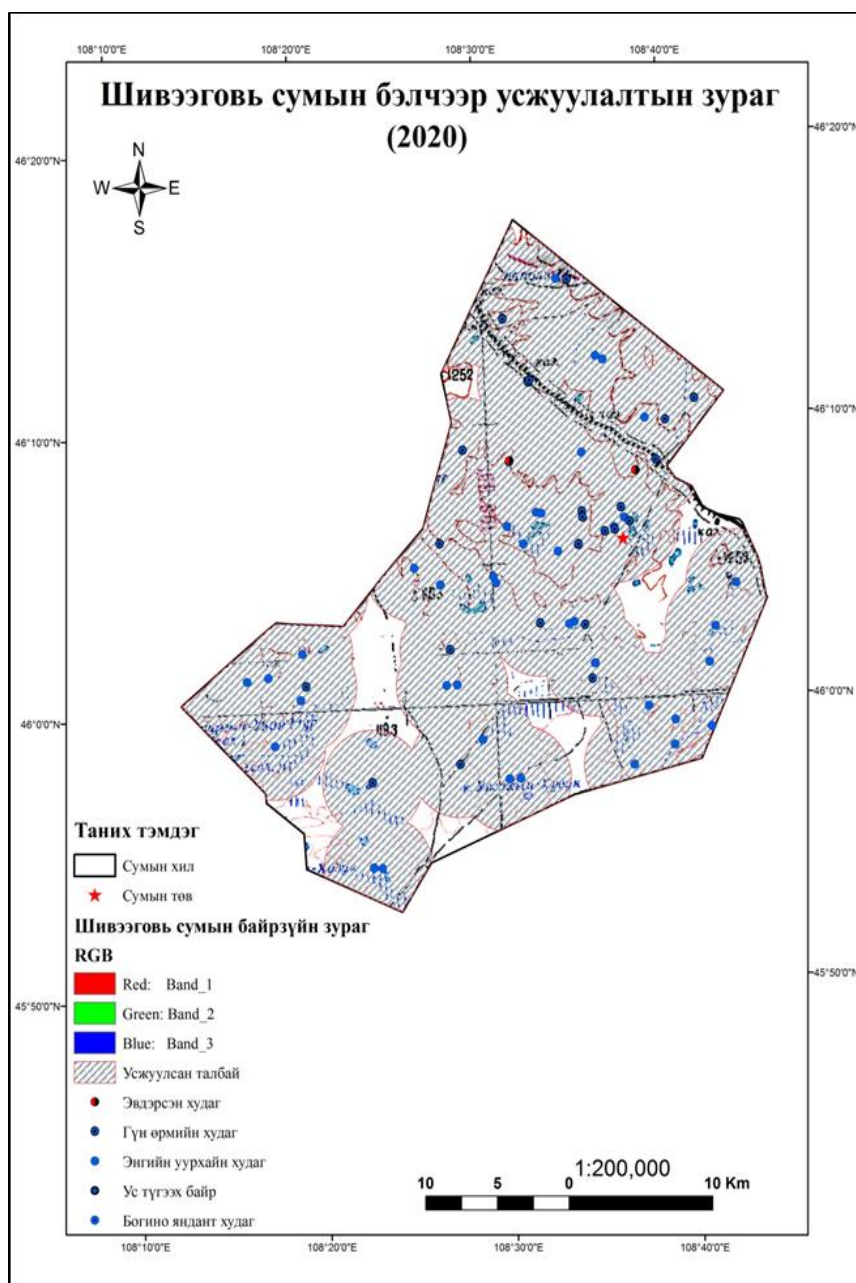 108°10'0"E 108°20'0"E 108°30'0"E 108°40'0"E
Шивээговь сумын бэлчээр усжуулалтын зураг
(2020)
46°20'0"N
46°20'0"N
N
W E
S
1252
кол.
46°10'0"N
46°10'0"N
кол.
46°0'0"N
46°0'0"N
1193
45°50'0"N
45°50'0"N
Таних тэмдэг
Сумын хил
Сумын төв
Шивээговь сумын байрзүйн зураг
RGB
Red: Band_1
Green: Band_2
Blue: Band_3
Усжуулсан талбай
Эвдэрсэн худаг
Гүн өрмийн худаг
Энгийн уурхайн худаг
Ус түгээх байр
Богино яндант худаг
1:200,000
10 5 0 10 Km
108°10'0"E 108°20'0"E 108°30'0"E 108°40'0"E